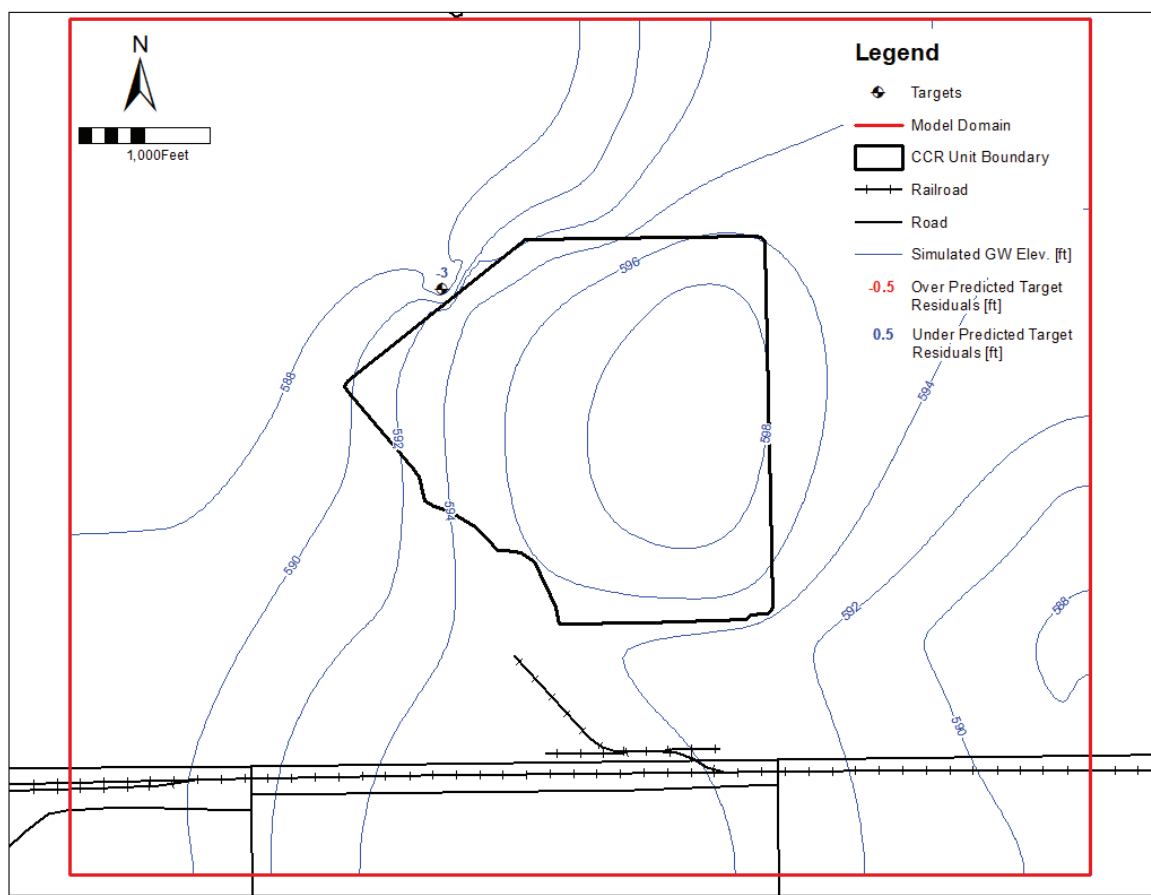 N
1,000Feet
Legend
Targets
Model Domain
CCR Unit Boundary
Railroad
Road
Simulated GW Elev. [ft]
-0.5 Over Predicted Target
Residuals [ft]
0.5 Under Predicted Target
Residuals [ft]
-3
596
588
594
592
598
594
590
592
588
590